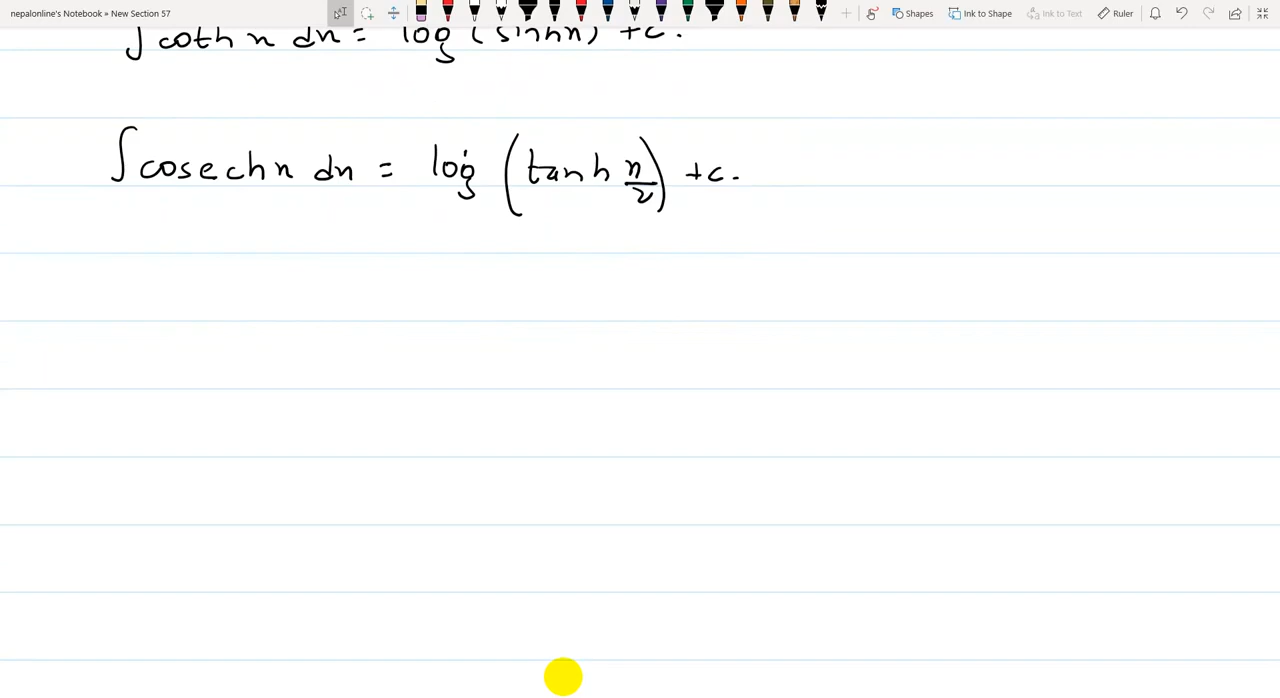 nepalonline's Notebook » New Section 57
Shapes
Ink to Shape
Ink to Text
Ruler
∫ coth x dx = log (sinhx) +c.
∫ cosech x dx = log (tanh x/2) +c.